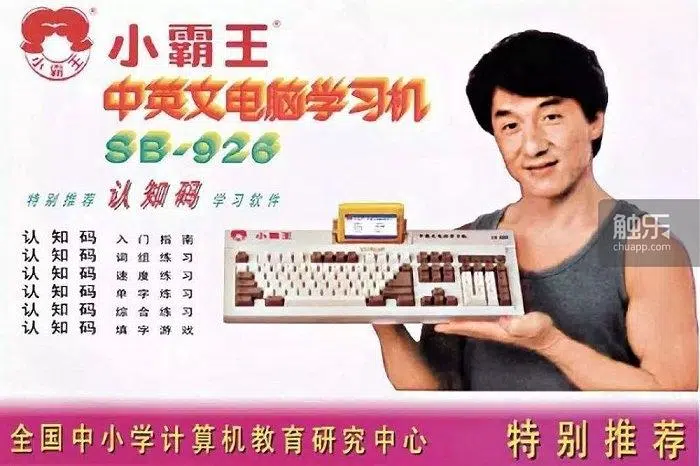 小霸王
小霸王®
中英文电脑学习机
SB-926
特别推荐 认知码 学习软件
认知码 入门指南
认知码 词组练习
认知码 速度练习
认知码 单字练习
认知码 综合练习
认知码 填字游戏
小霸王
触乐
chuapp.com
全国中小学计算机教育研究中心 特别推荐